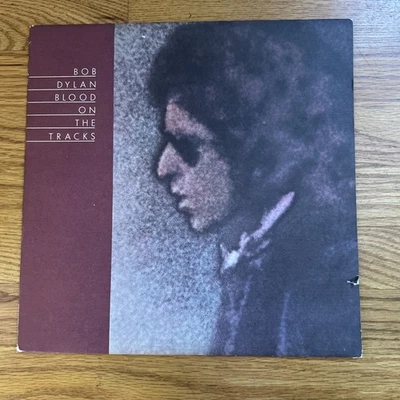 BOB
DYLAN
BLOOD
ON
THE
TRACKS